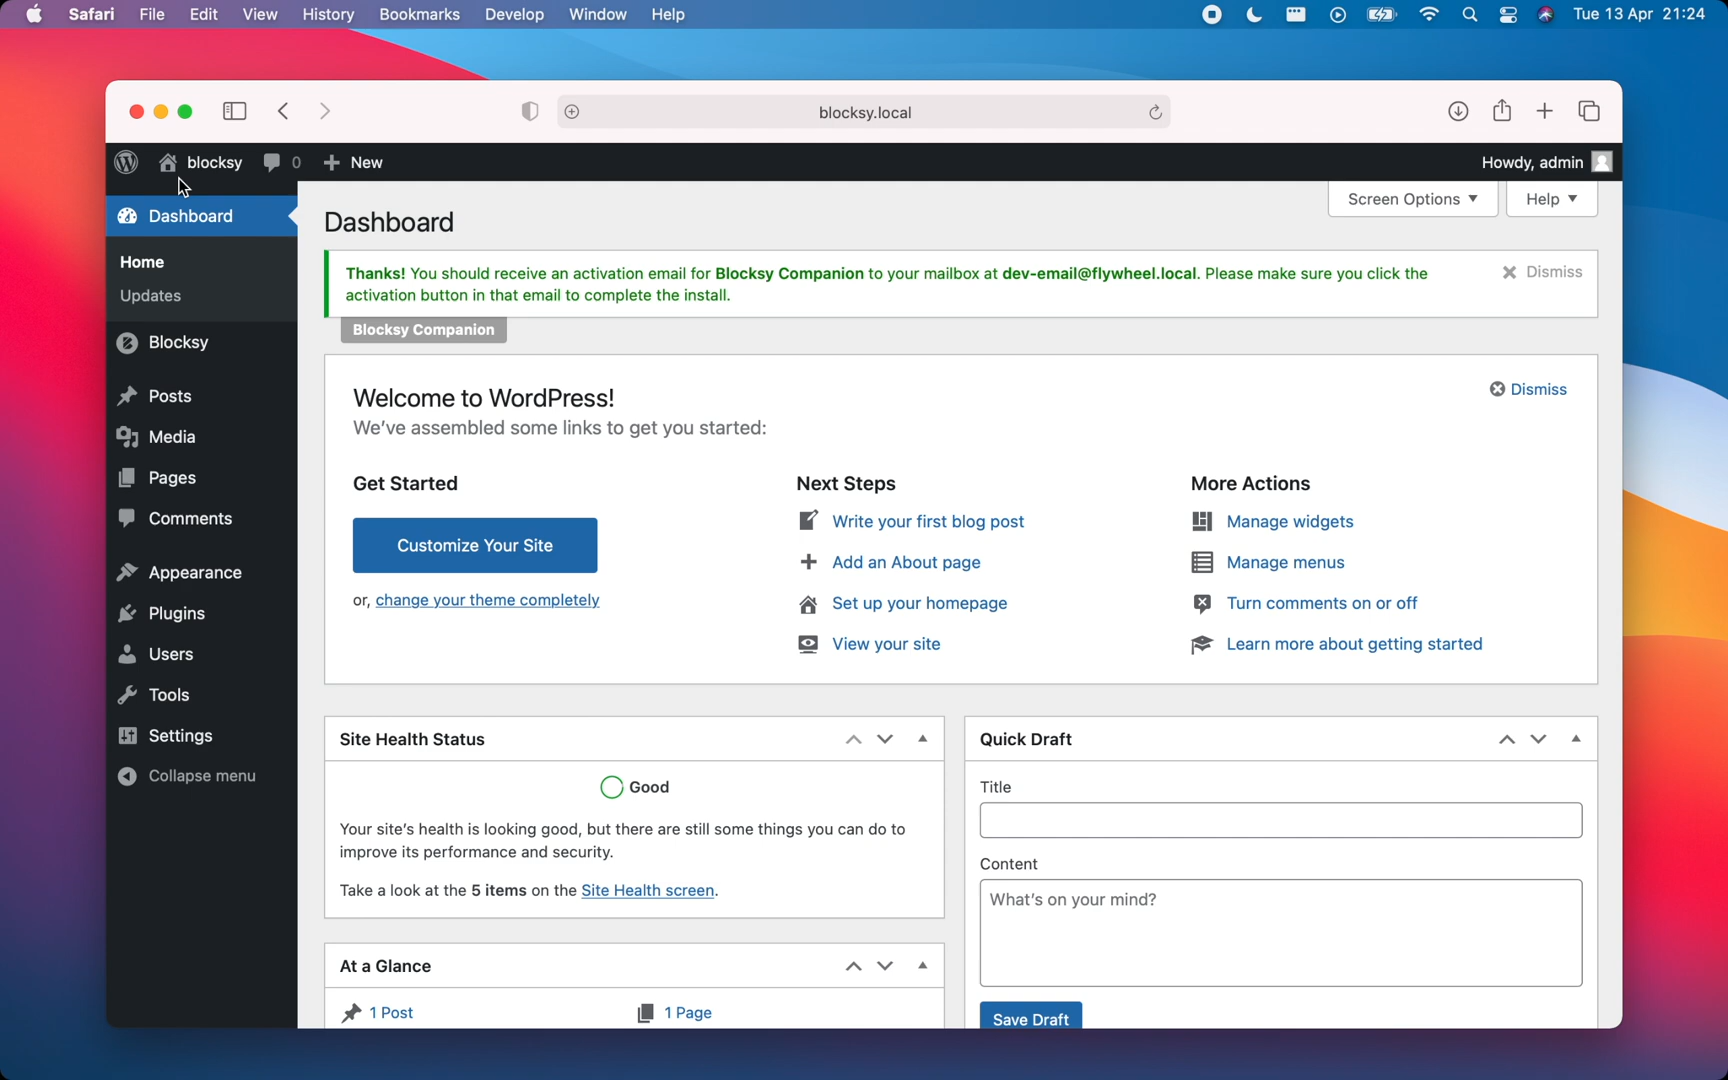 Safari File Edit View History Bookmarks Develop Window Help Tue 13 Apr 21:24
blocksy.local
blocksy 0 New Howdy, admin
Screen Options Help
Dashboard
Home
Updates
Blocksy
Posts
Media
Pages
Comments
Appearance
Plugins
Users
Tools
Settings
Collapse menu
Dashboard
Thanks! You should receive an activation email for Blocksy Companion to your mailbox at dev-email@flywheel.local. Please make sure you click the
activation button in that email to complete the install.
Dismiss
Blocksy Companion
Welcome to WordPress!
We've assembled some links to get you started:
Dismiss
Get Started
Customize Your Site
or, change your theme completely
Next Steps
Write your first blog post
Add an About page
Set up your homepage
View your site
More Actions
Manage widgets
Manage menus
Turn comments on or off
Learn more about getting started
Site Health Status
Good
Your site's health is looking good, but there are still some things you can do to
improve its performance and security.
Take a look at the 5 items on the Site Health screen.
At a Glance
1 Post 1 Page
Quick Draft
Title
Content
What's on your mind?
Save Draft